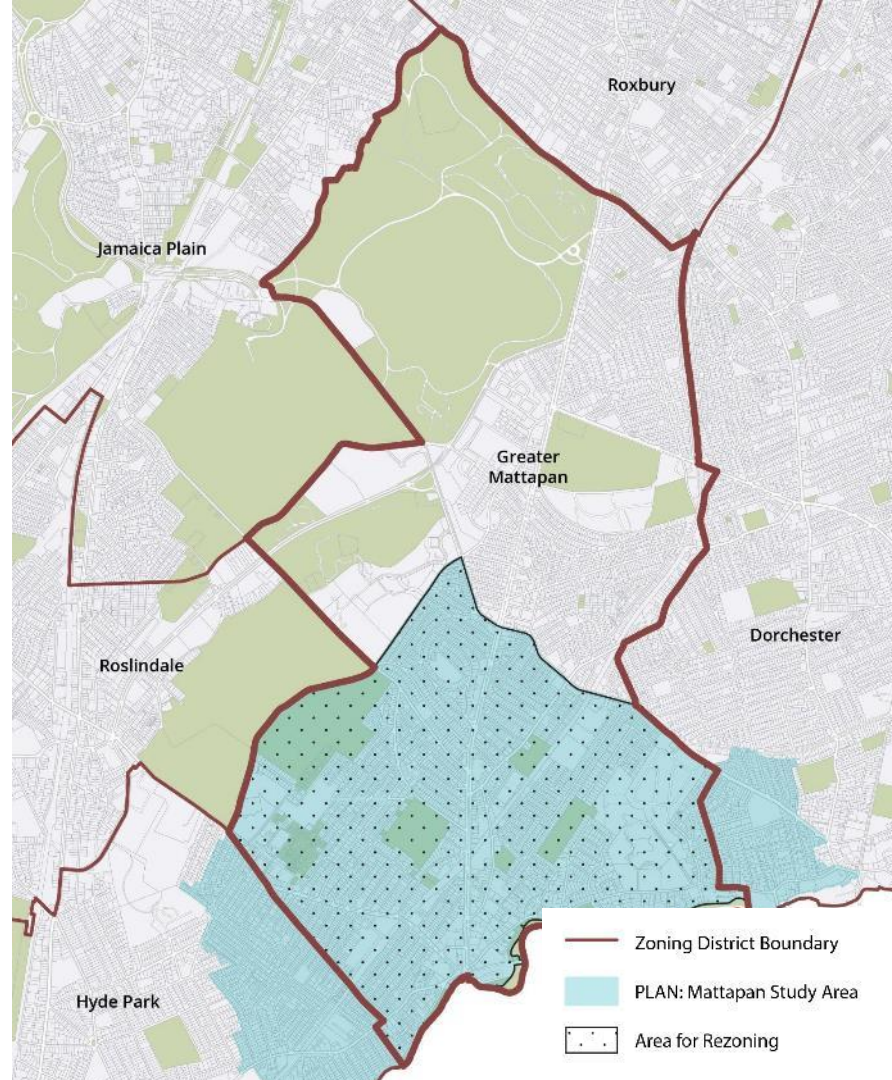 Roxbury
Jamaica Plain
Greater
Mattapan
Dorchester
Roslindale
Hyde Park
Zoning District Boundary
PLAN: Mattapan Study Area
Area for Rezoning